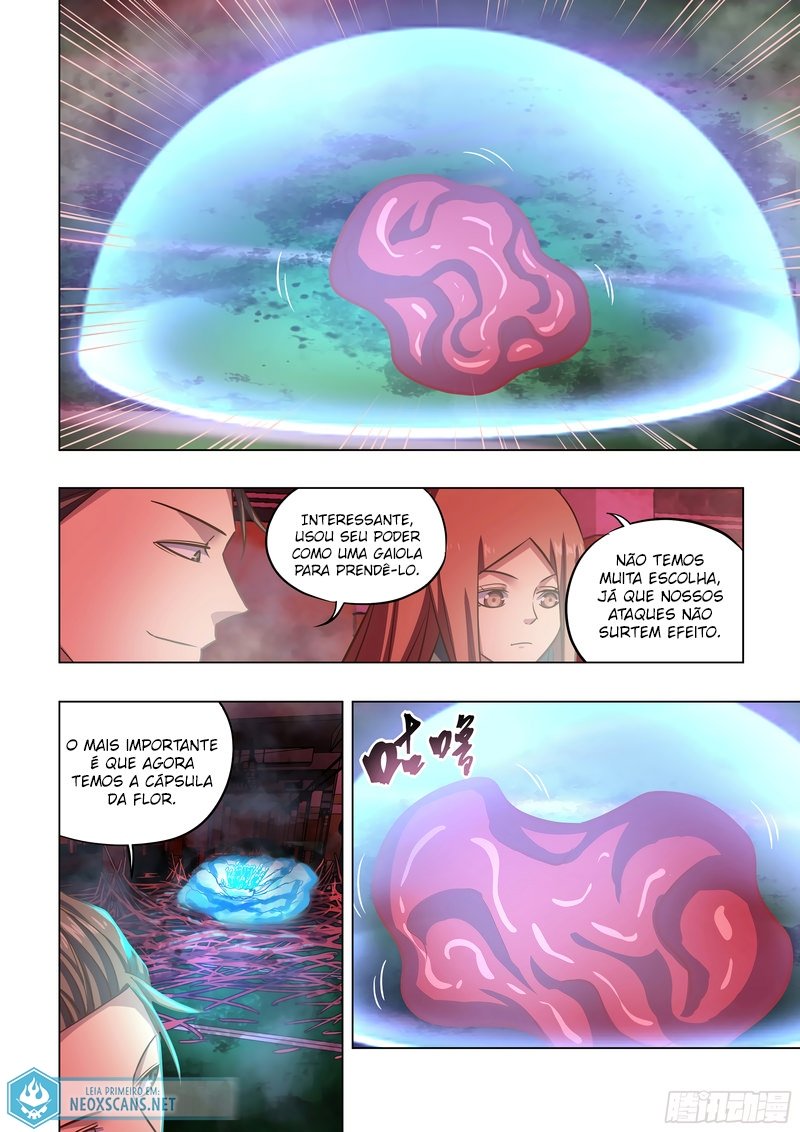 INTERESSANTE,
USOU SEU PODER
COMO UMA GAIOLA
PARA PRENDÊ-LO.
NÃO TEMOS
MUITA ESCOLHA,
JÁ QUE NOSSOS
ATAQUES NÃO
SURTEM EFEITO.
O MAIS IMPORTANTE
É QUE AGORA
TEMOS A CÁPSULA
DA FLOR.
咕噜
LEIA PRIMEIRO EM:
NEOXSCANS.NET
腾讯动漫